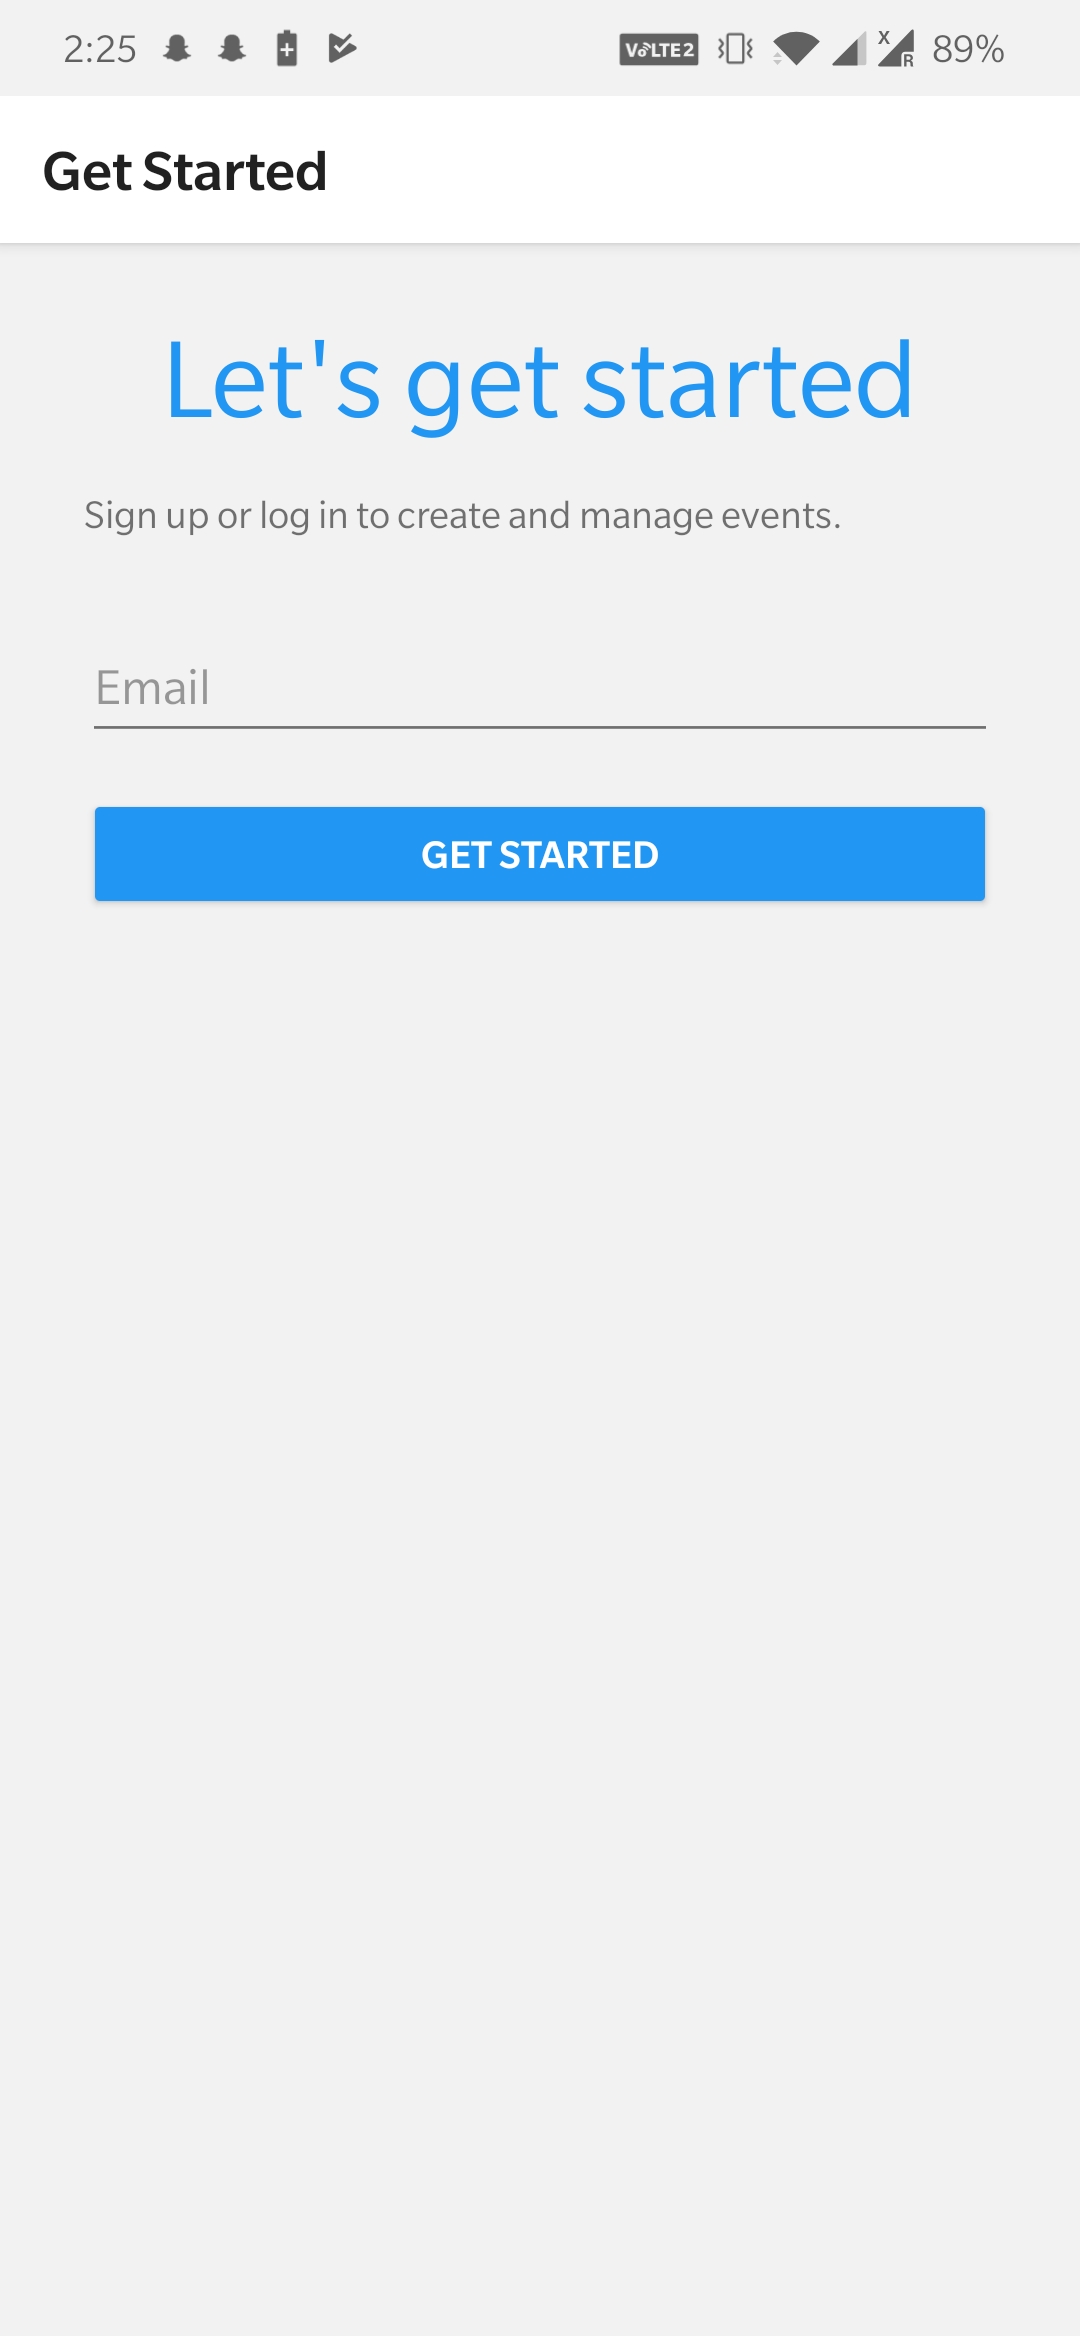 2:25 VoLTE2 X R 89%
Get Started
Let's get started
Sign up or log in to create and manage events.
Email
GET STARTED